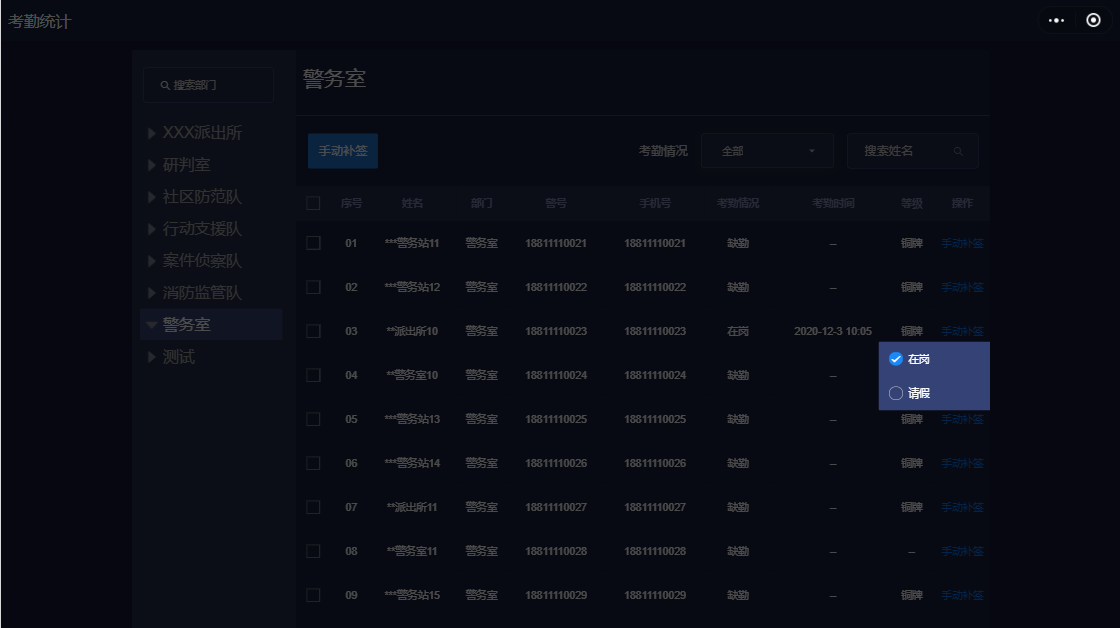 考勤统计
搜索部门
XXX派出所
研判室
社区防范队
行动支援队
案件侦察队
消防监管队
警务室
测试
警务室
手动补签 考勤情况 全部 搜索姓名
序号 姓名 部门 警号 手机号 考勤情况 考勤时间 等级 操作
01 ***警务站11 警务室 18811110021 18811110021 缺勤 – 铜牌 手动补签
02 ***警务站12 警务室 18811110022 18811110022 缺勤 – 铜牌 手动补签
03 **派出所10 警务室 18811110023 18811110023 在岗 2020-12-3 10:05 铜牌 手动补签
在岗
04 **警务室10 警务室 18811110024 18811110024 缺勤 –
请假
05 ***警务站13 警务室 18811110025 18811110025 缺勤 – 铜牌 手动补签
06 ***警务站14 警务室 18811110026 18811110026 缺勤 – 铜牌 手动补签
07 **派出所11 警务室 18811110027 18811110027 缺勤 – 铜牌 手动补签
08 **警务室11 警务室 18811110028 18811110028 缺勤 – – 手动补签
09 ***警务站15 警务室 18811110029 18811110029 缺勤 – 铜牌 手动补签